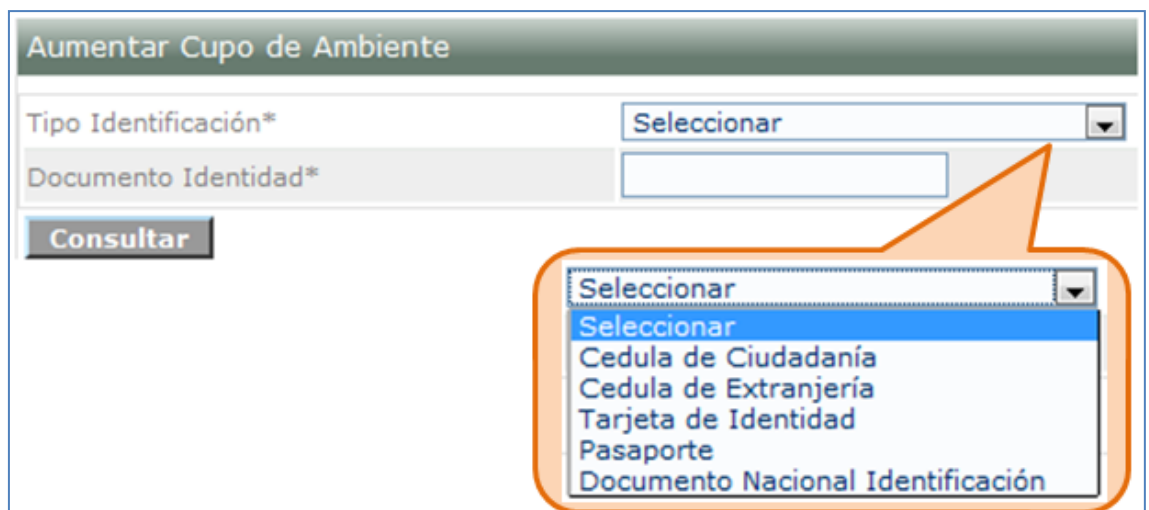 Aumentar Cupo de Ambiente
Tipo Identificación* Seleccionar
Documento Identidad*
Consultar
Seleccionar
Seleccionar
Cedula de Ciudadanía
Cedula de Extranjería
Tarjeta de Identidad
Pasaporte
Documento Nacional Identificación